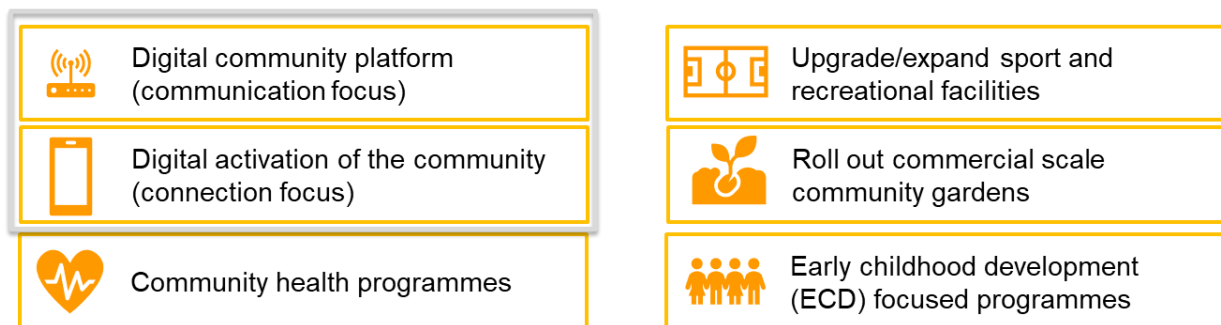 Digital community platform
(communication focus)
Digital activation of the community
(connection focus)
Community health programmes
Upgrade/expand sport and
recreational facilities
Roll out commercial scale
community gardens
Early childhood development
(ECD) focused programmes